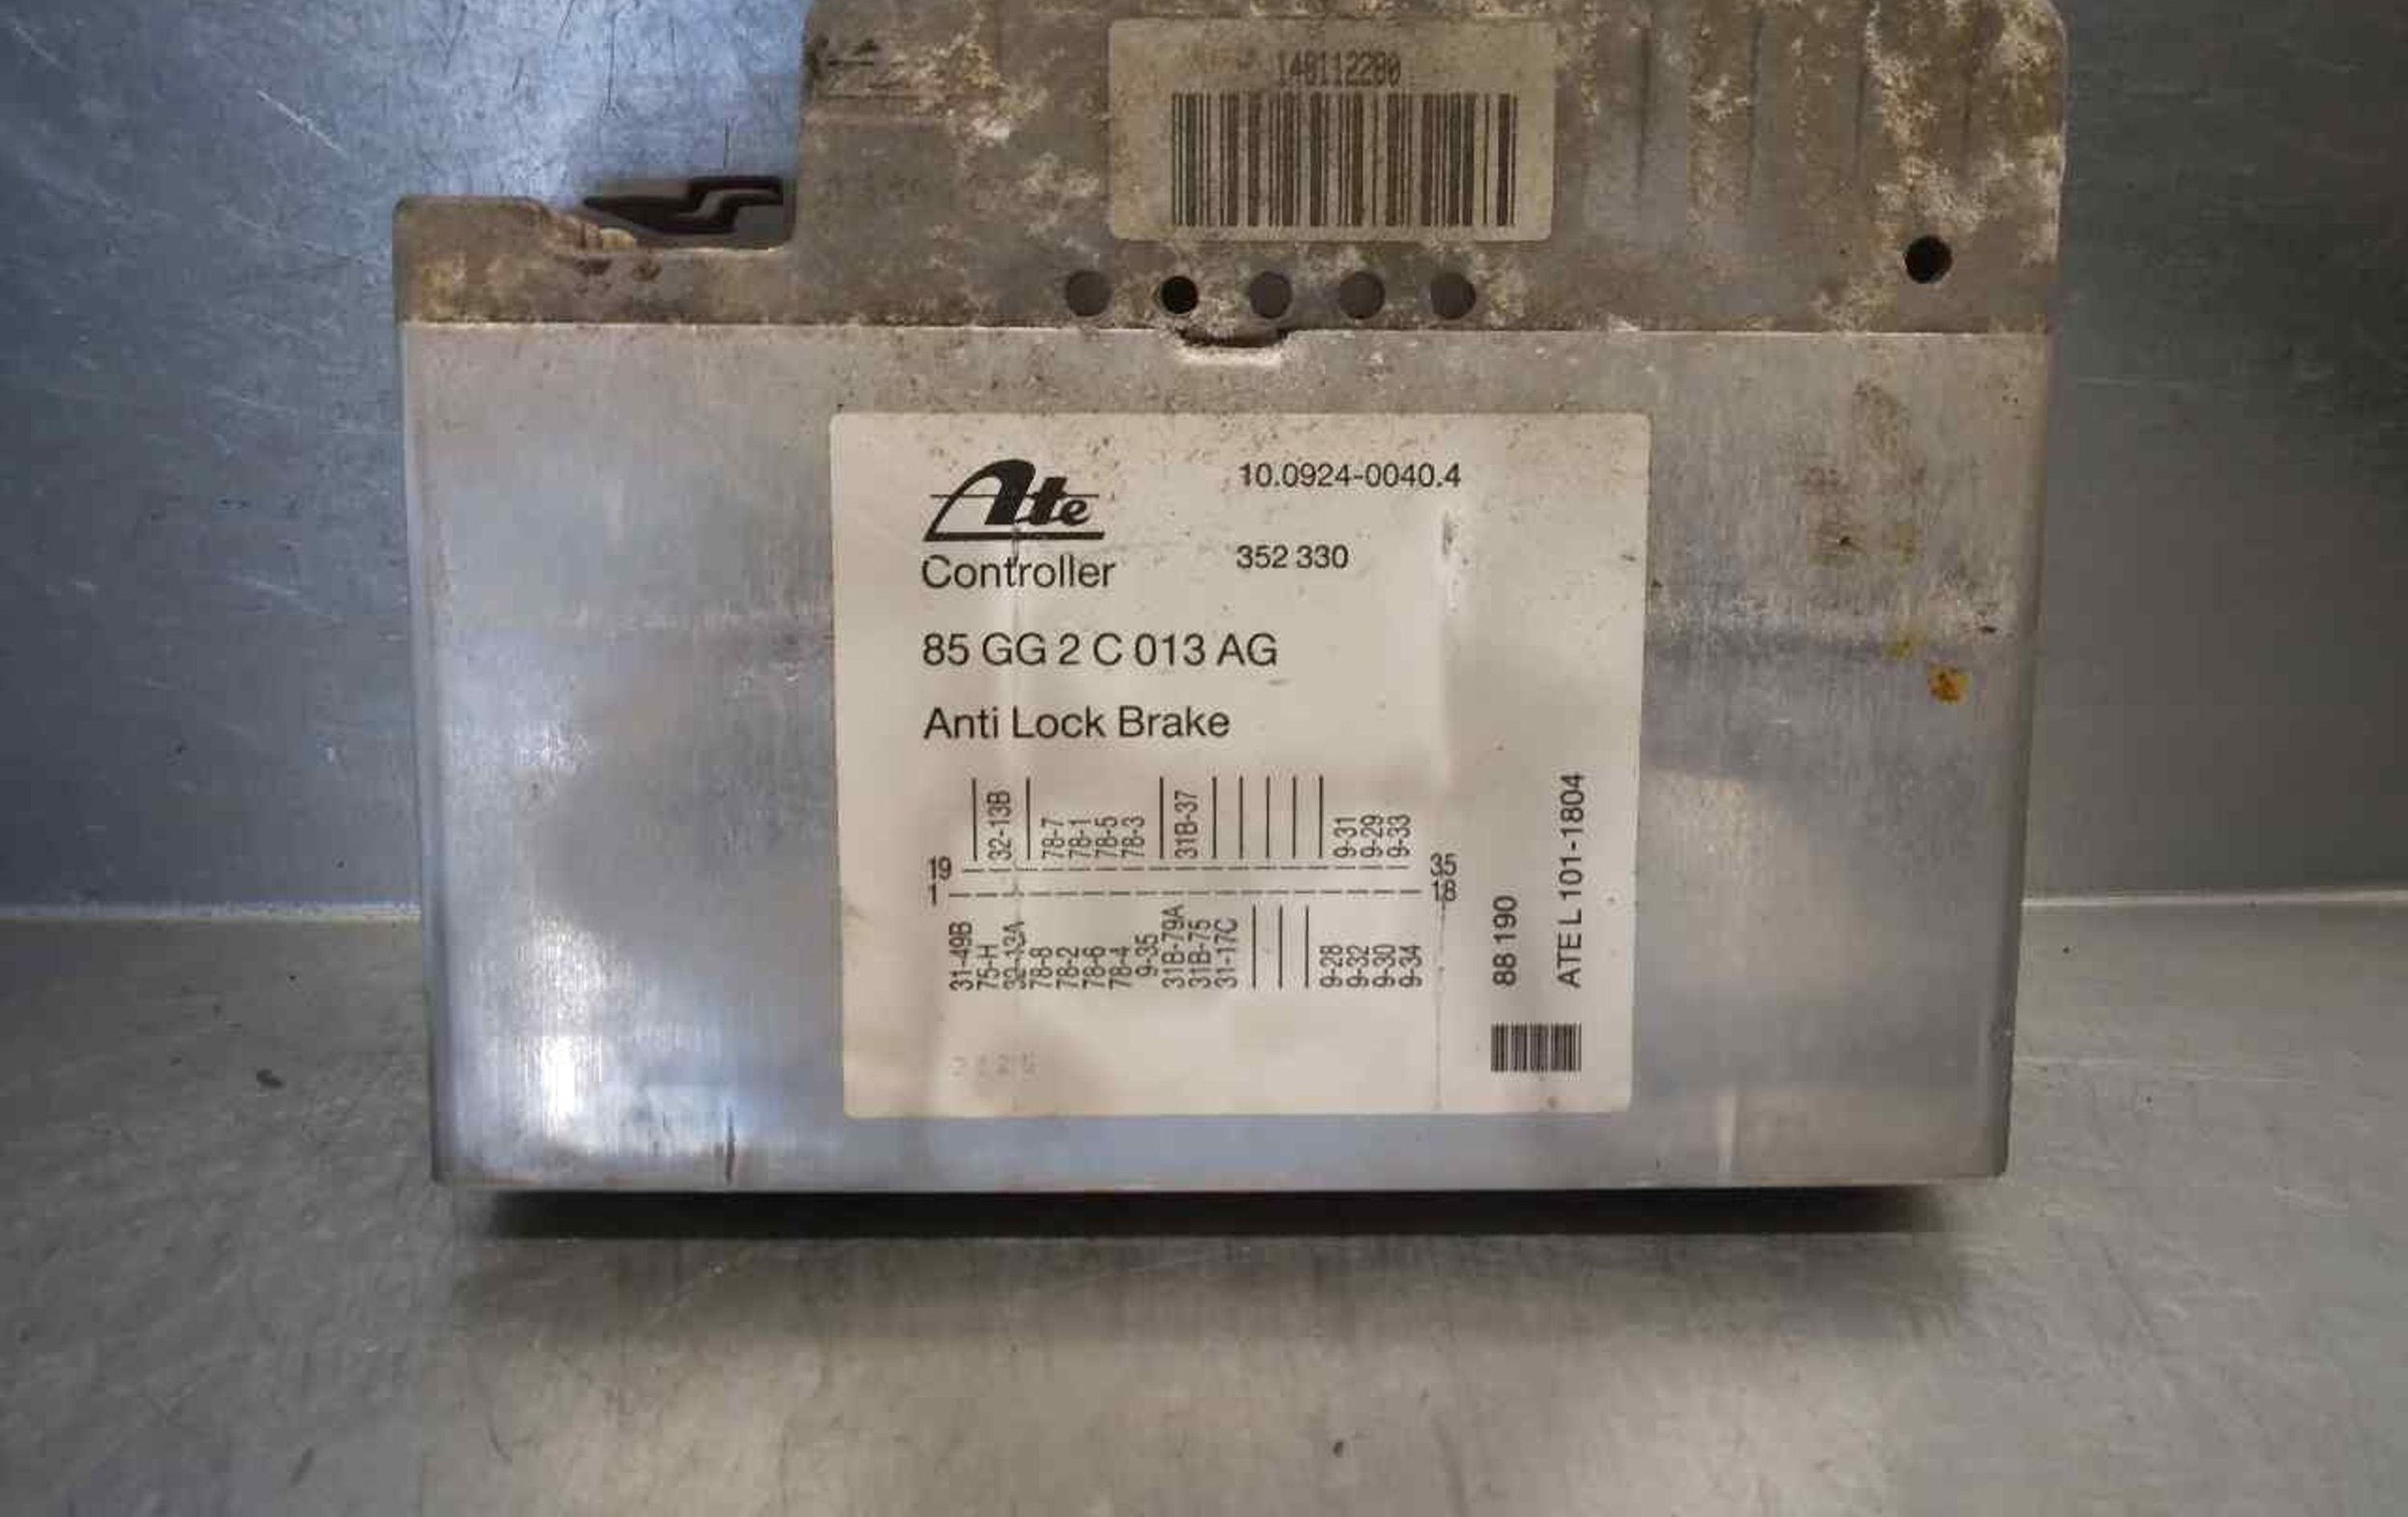 148112280
Ate
10.0924-0040.4
Controller
352 330
85 GG 2 C 013 AG
Anti Lock Brake
32-13B
78-7
78-1
78-5
78-3
31B-37
9-31
9-29
9-33
19
35
1
18
31-49B
75-H
32-13A
78-8
78-2
78-6
78-4
9-35
31B-79A
31B-75
31-17C
9-28
9-32
9-30
9-34
88 190
ATE L 101-1804